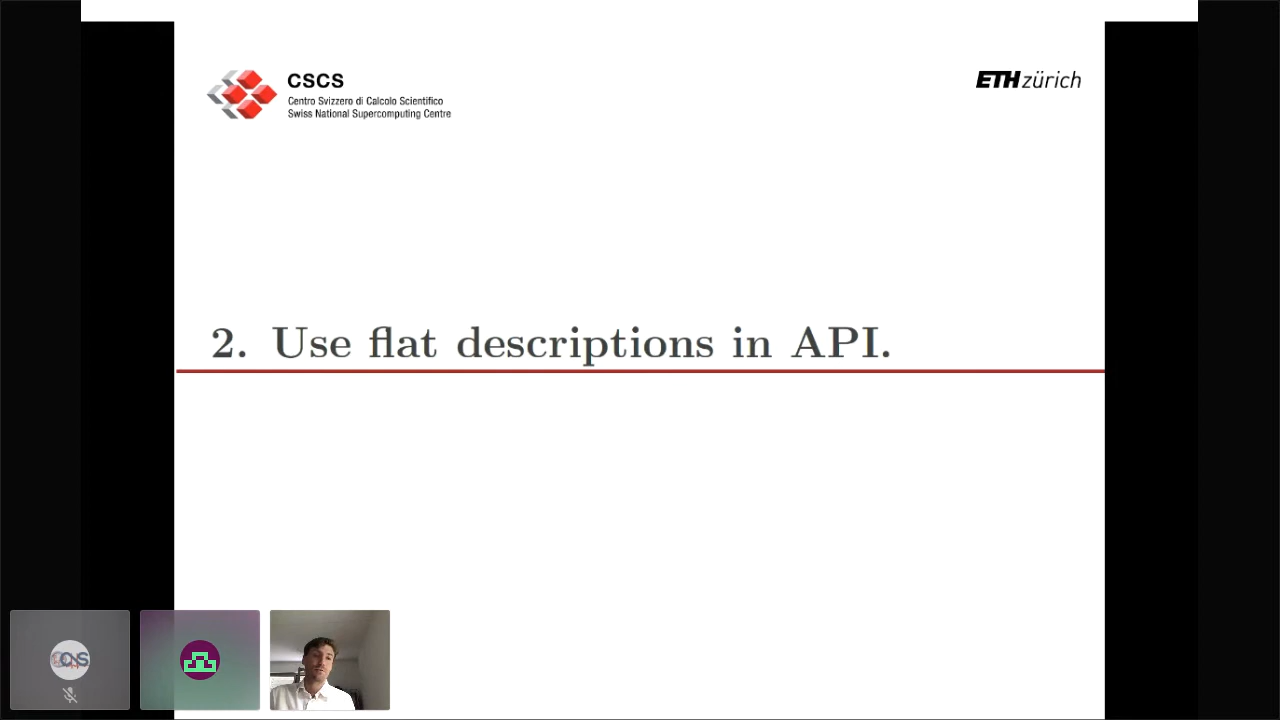 CSCS
Centro Svizzero di Calcolo Scientifico
Swiss National Supercomputing Centre
ETH zürich
2. Use flat descriptions in API.